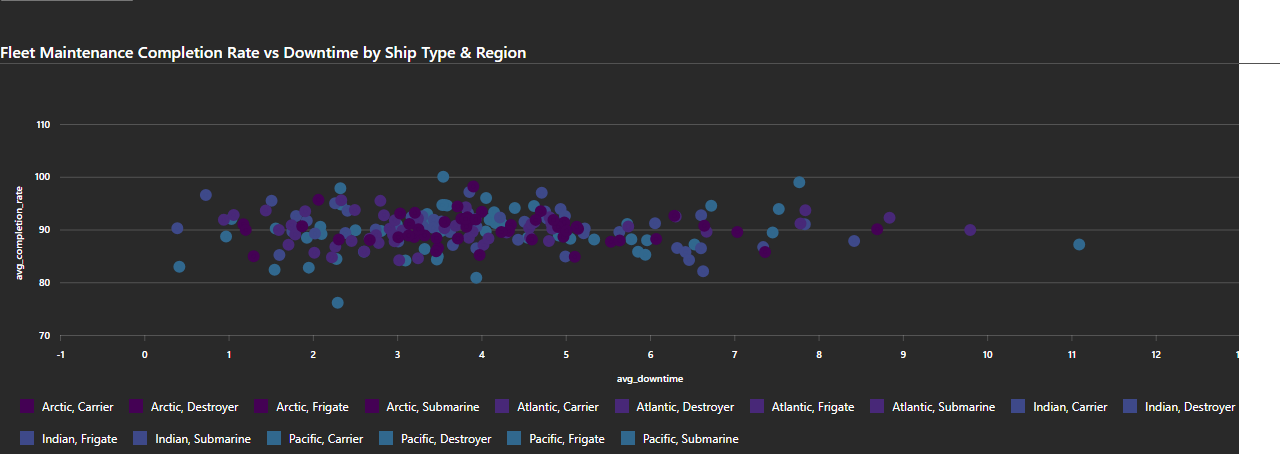 Fleet Maintenance Completion Rate vs Downtime by Ship Type & Region
110
100
90
80
70
avg_completion_rate
-1 0 1 2 3 4 5 6 7 8 9 10 11 12
avg_downtime
Arctic, Carrier Arctic, Destroyer Arctic, Frigate Arctic, Submarine Atlantic, Carrier Atlantic, Destroyer Atlantic, Frigate Atlantic, Submarine Indian, Carrier Indian, Destroyer
Indian, Frigate Indian, Submarine Pacific, Carrier Pacific, Destroyer Pacific, Frigate Pacific, Submarine